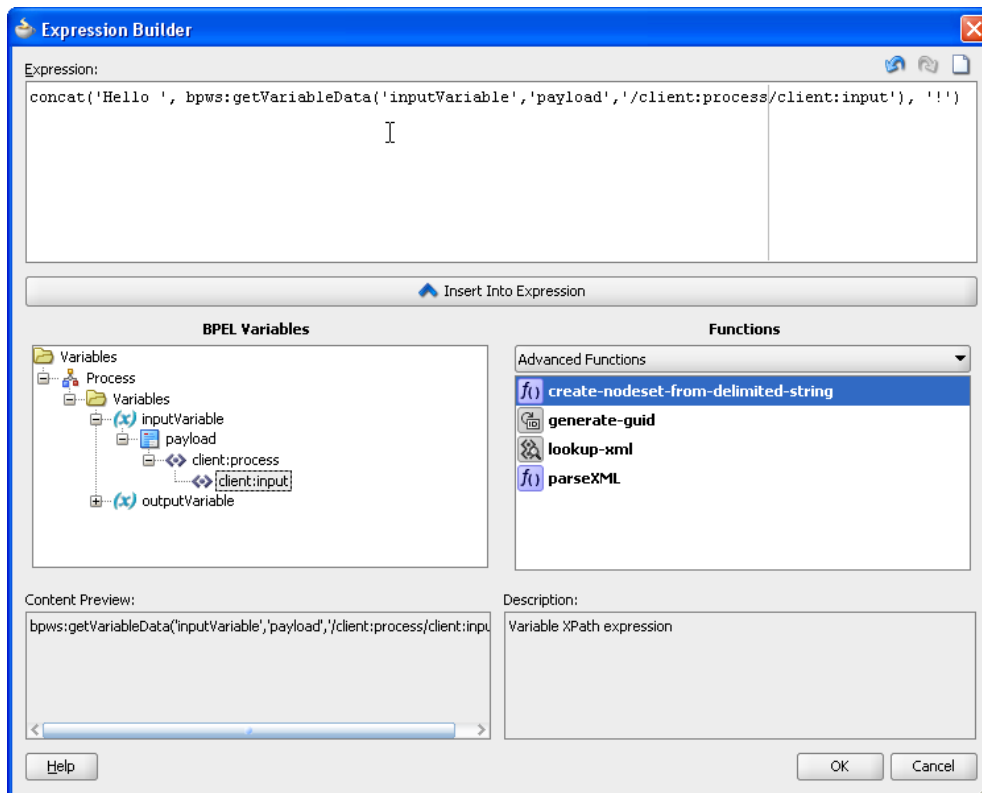 Expression Builder
Expression:
concat('Hello ', bpws:getVariableData('inputVariable','payload','/client:process/client:input'), '!')
Insert Into Expression
BPEL Variables
Variables
Process
Variables
(x) inputVariable
payload
client:process
client:input
(x) outputVariable
Functions
Advanced Functions
f() create-nodeset-from-delimited-string
ID generate-guid
lookup-xml
f() parseXML
Content Preview:
bpws:getVariableData('inputVariable','payload','/client:process/client:inpu
Description:
Variable XPath expression
Help
OK
Cancel